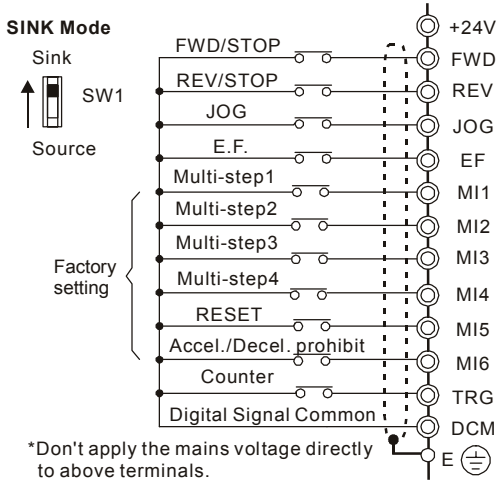 SINK Mode
Sink
SW1
Source
+24V
FWD/STOP
FWD
REV/STOP
REV
JOG
JOG
E.F.
EF
Multi-step1
MI1
Multi-step2
MI2
Multi-step3
MI3
Factory
setting
Multi-step4
MI4
RESET
MI5
Accel./Decel. prohibit
MI6
Counter
TRG
Digital Signal Common
DCM
*Don't apply the mains voltage directly
to above terminals.
E